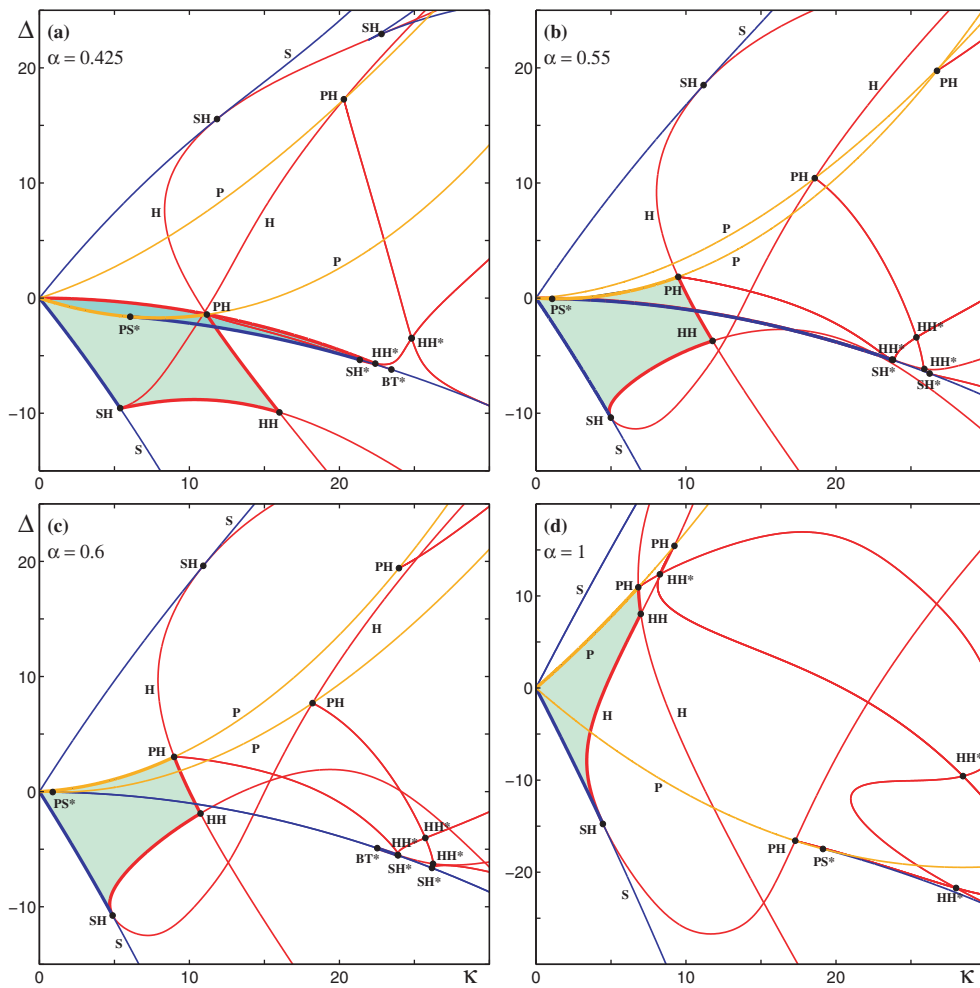 Δ (a) α = 0.425
20
10
0
−10
0 10 20
SH
S
SH
PH
P
H
H
P
PH
PS*
HH*
HH*
SH*
BT*
SH
HH
S
(b) α = 0.55
20
10
0
−10
0 10 20
S
SH
PH
H
PH
H
P
P
PH
PS*
HH
HH*
HH*
SH*
HH*
SH*
SH
S
Δ (c) α = 0.6
20
10
0
−10
0 10 20 κ
S
SH
PH
H
H
PH
P
P
PH
PS*
HH
HH*
BT*
HH*
SH*
HH*
SH*
SH
S
(d) α = 1
10
0
−10
−20
0 10 20 κ
S
PH
HH*
PH
HH
P
H
H
P
HH*
SH
PH
PS*
HH*
S